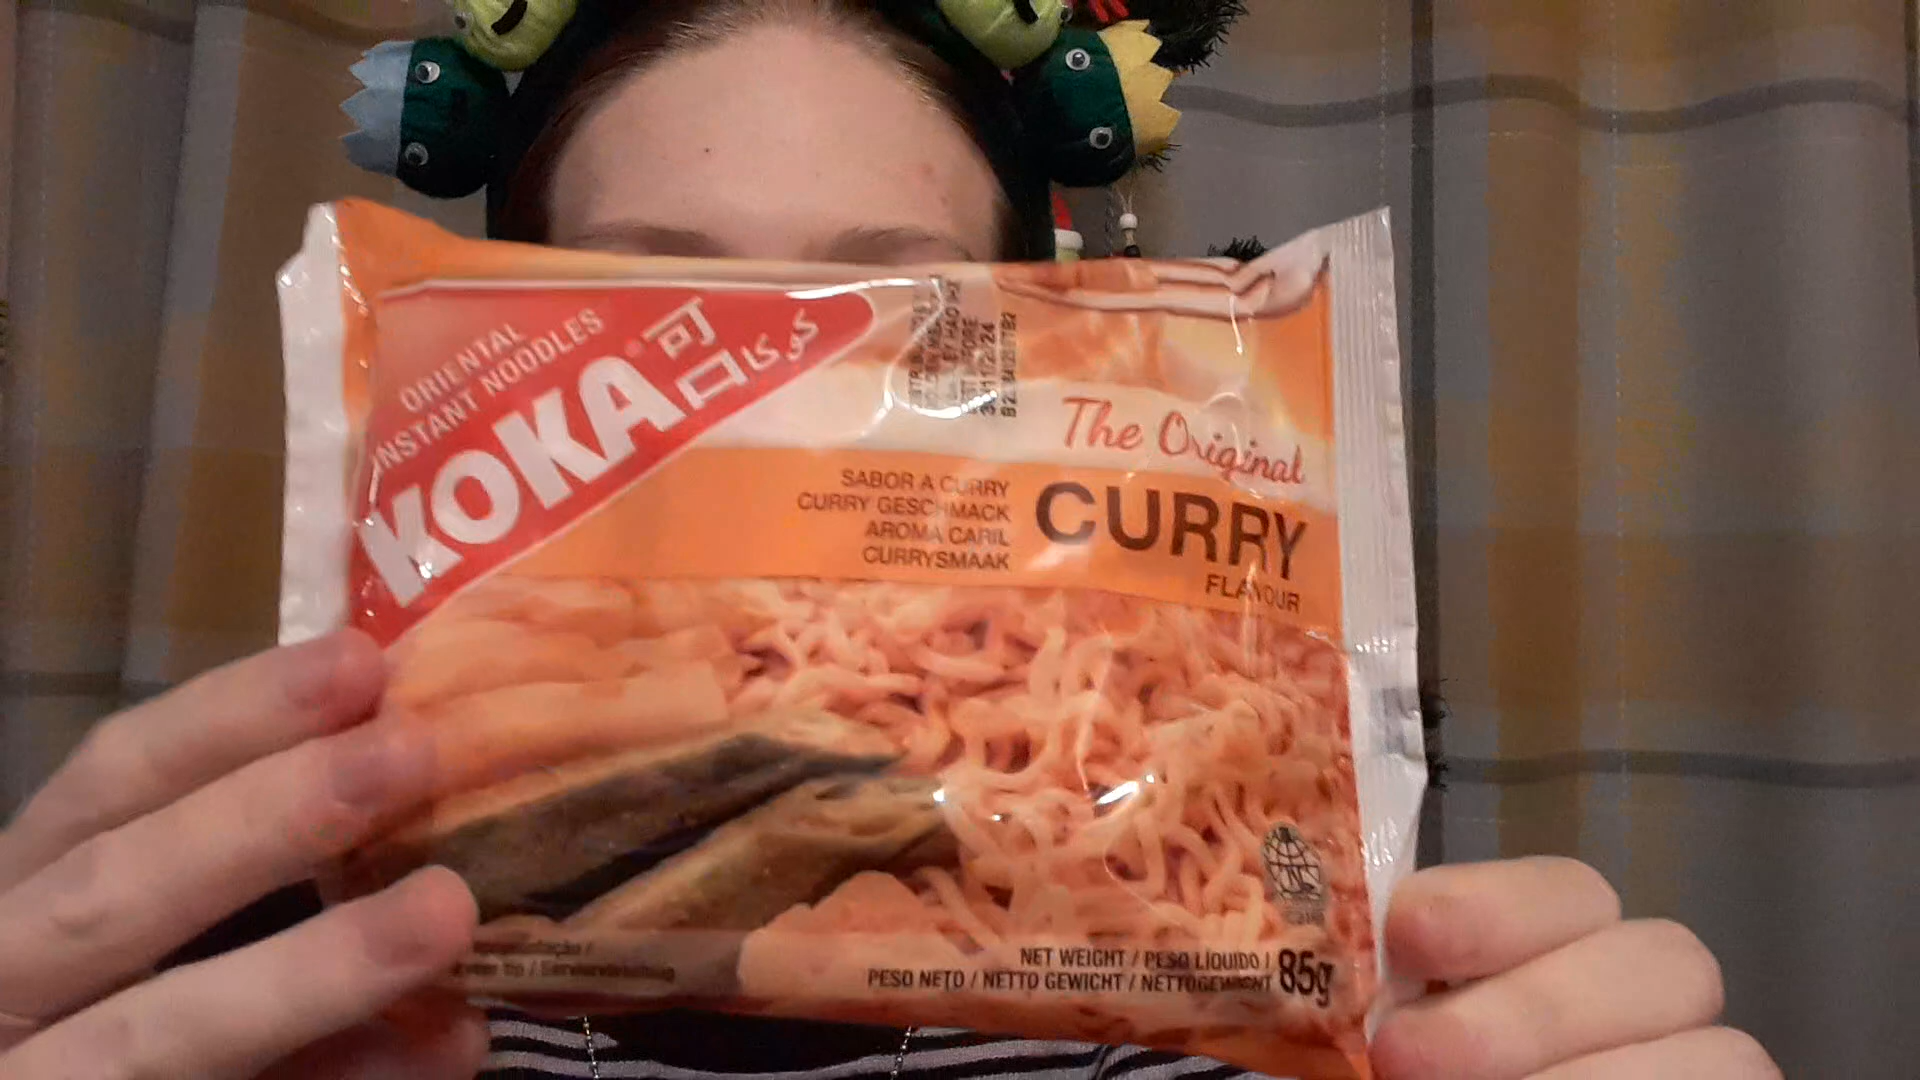 ORIENTAL
INSTANT NOODLES
KOKA® 可口 كوكا
The Original
CURRY
FLAVOUR
SABOR A CURRY
CURRY GESCHMACK
AROMA CARIL
CURRYSMAAK
NET WEIGHT / PESO LÍQUIDO /
PESO NETO / NETTO GEWICHT / NETTOGEWICHT 85g